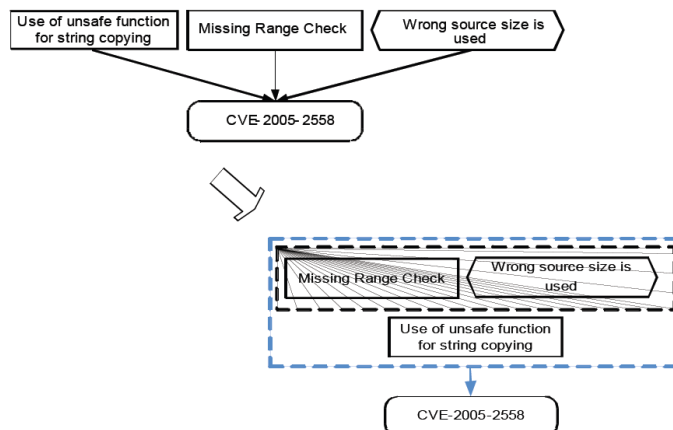 Use of unsafe function
for string copying
Missing Range Check
Wrong source size is
used
CVE-2005-2558
Missing Range Check
Wrong source size is
used
Use of unsafe function
for string copying
CVE-2005-2558